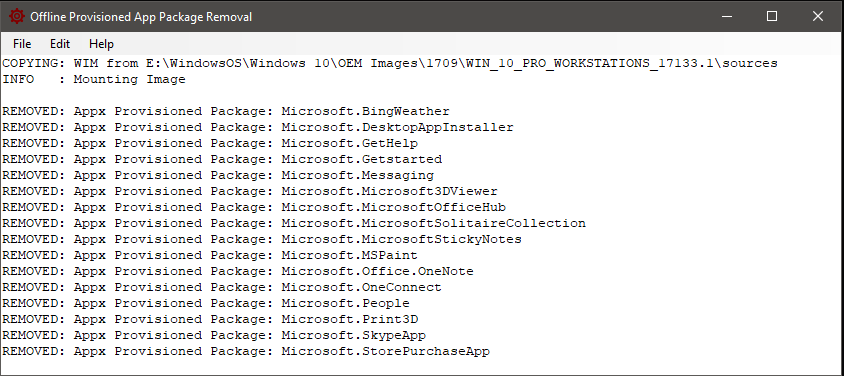 Offline Provisioned App Package Removal
File Edit Help
COPYING: WIM from E:\WindowsOS\Windows 10\OEM Images\1709\WIN_10_PRO_WORKSTATIONS_17133.1\sources
INFO   : Mounting Image
REMOVED: Appx Provisioned Package: Microsoft.BingWeather
REMOVED: Appx Provisioned Package: Microsoft.DesktopAppInstaller
REMOVED: Appx Provisioned Package: Microsoft.GetHelp
REMOVED: Appx Provisioned Package: Microsoft.Getstarted
REMOVED: Appx Provisioned Package: Microsoft.Messaging
REMOVED: Appx Provisioned Package: Microsoft.Microsoft3DViewer
REMOVED: Appx Provisioned Package: Microsoft.MicrosoftOfficeHub
REMOVED: Appx Provisioned Package: Microsoft.MicrosoftSolitaireCollection
REMOVED: Appx Provisioned Package: Microsoft.MicrosoftStickyNotes
REMOVED: Appx Provisioned Package: Microsoft.MSPaint
REMOVED: Appx Provisioned Package: Microsoft.Office.OneNote
REMOVED: Appx Provisioned Package: Microsoft.OneConnect
REMOVED: Appx Provisioned Package: Microsoft.People
REMOVED: Appx Provisioned Package: Microsoft.Print3D
REMOVED: Appx Provisioned Package: Microsoft.SkypeApp
REMOVED: Appx Provisioned Package: Microsoft.StorePurchaseApp